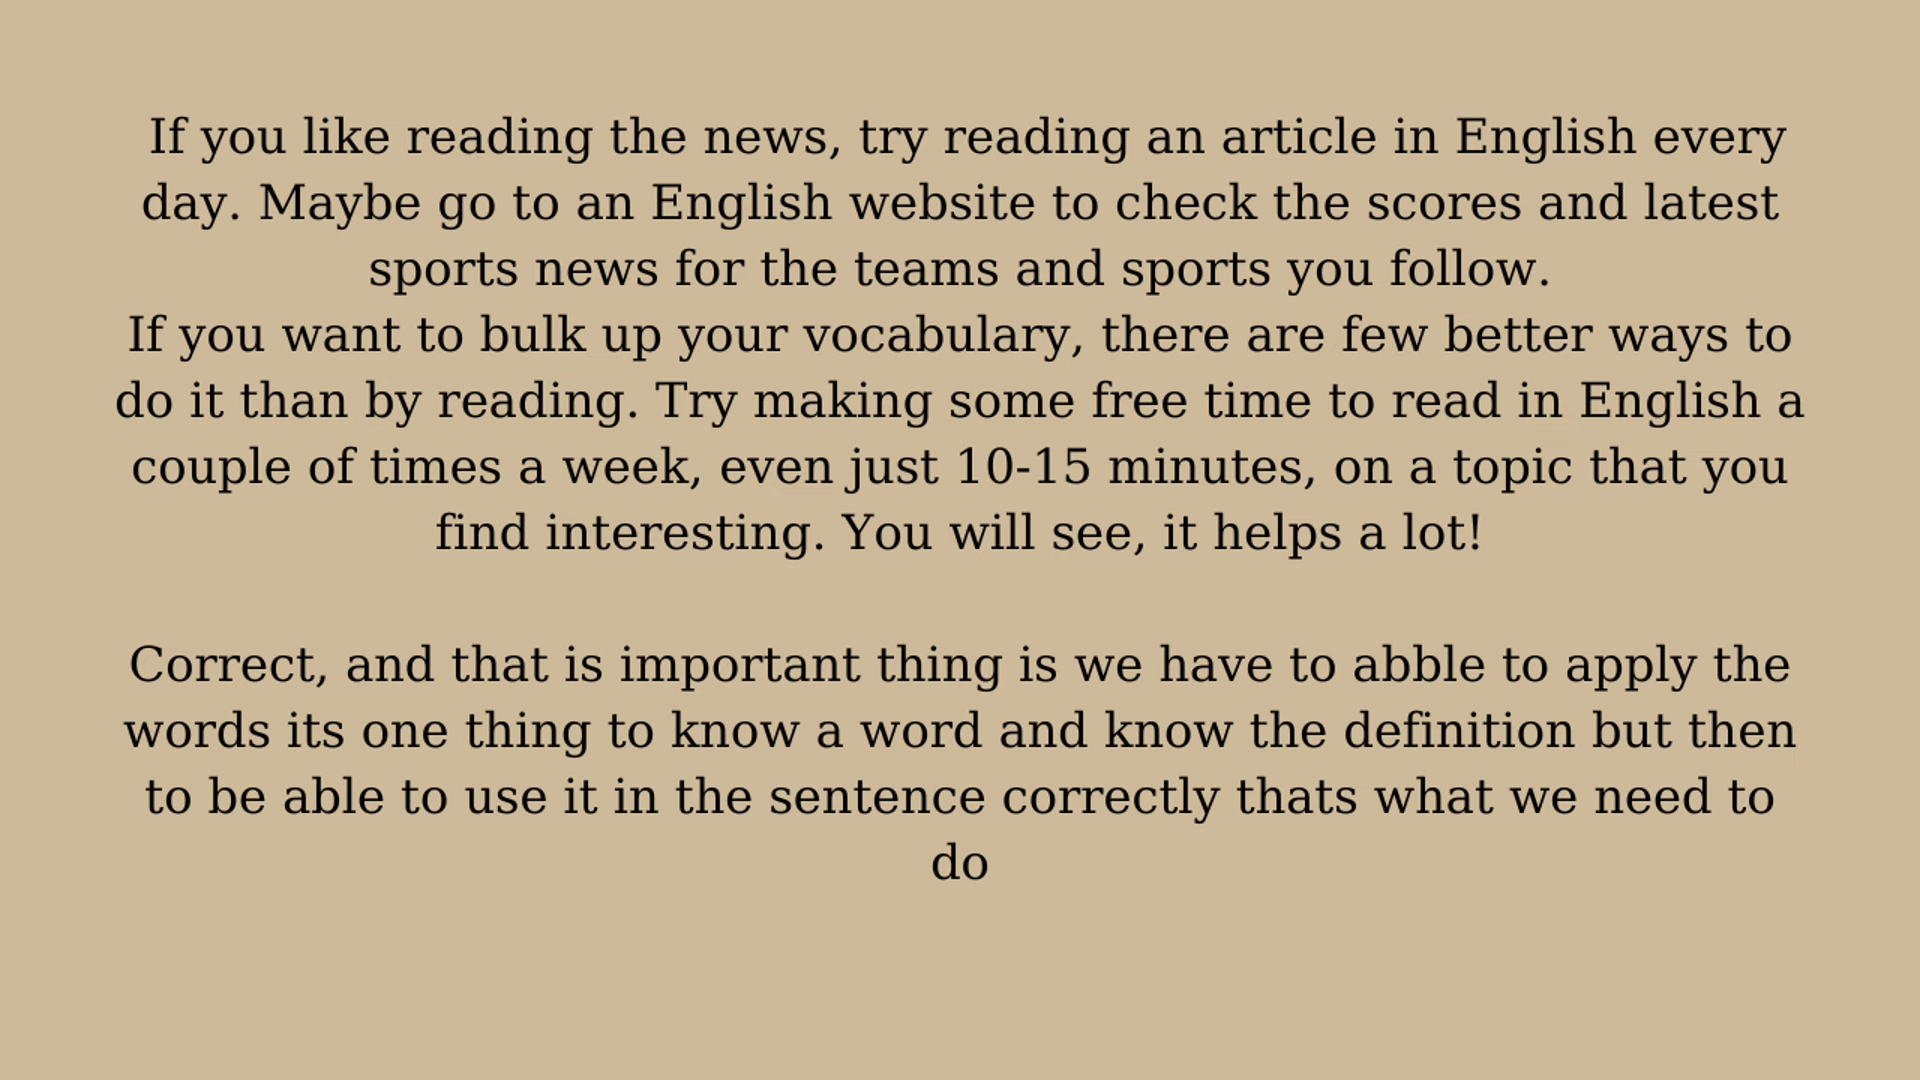 If you like reading the news, try reading an article in English every
day. Maybe go to an English website to check the scores and latest
sports news for the teams and sports you follow.
If you want to bulk up your vocabulary, there are few better ways to
do it than by reading. Try making some free time to read in English a
couple of times a week, even just 10-15 minutes, on a topic that you
find interesting. You will see, it helps a lot!
Correct, and that is important thing is we have to abble to apply the
words its one thing to know a word and know the definition but then
to be able to use it in the sentence correctly thats what we need to
do